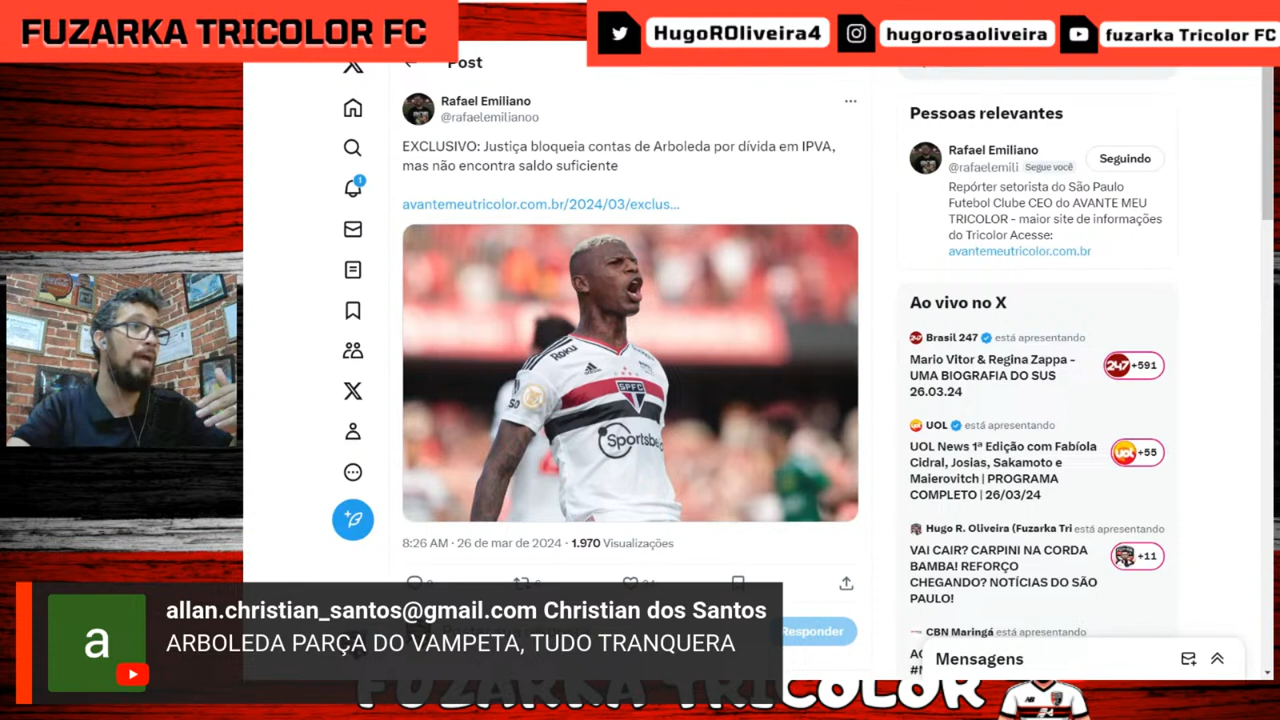 FUZARKA TRICOLOR FC
HugoROliveira4
hugorosaoliveira
fuzarka Tricolor FC
Post
Rafael Emiliano
@rafaelemilianoo
EXCLUSIVO: Justiça bloqueia contas de Arboleda por dívida em IPVA,
mas não encontra saldo suficiente
avantemeutricolor.com.br/2024/03/exclus...
Roku
SPFC
Sportsbe
8:26 AM · 26 de mar de 2024 · 1.970 Visualizações
Responder
Pessoas relevantes
Rafael Emiliano
@rafaelemili Segue você
Seguindo
Repórter setorista do São Paulo
Futebol Clube CEO do AVANTE MEU
TRICOLOR - maior site de informações
do Tricolor Acesse:
avantemeutricolor.com.br
Ao vivo no X
Brasil 247 está apresentando
Mario Vitor & Regina Zappa -
UMA BIOGRAFIA DO SUS
26.03.24
247 +591
UOL está apresentando
UOL News 1ª Edição com Fabíola
Cidral, Josias, Sakamoto e
Maierovitch | PROGRAMA
COMPLETO | 26/03/24
uol +55
Hugo R. Oliveira (Fuzarka Tri está apresentando
VAI CAIR? CARPINI NA CORDA
BAMBA! REFORÇO
CHEGANDO? NOTÍCIAS DO SÃO
PAULO!
+11
CBN Maringá está apresentando
Mensagens
a
allan.christian_santos@gmail.com Christian dos Santos
ARBOLEDA PARÇA DO VAMPETA, TUDO TRANQUERA
FUZARKA TRICOLOR